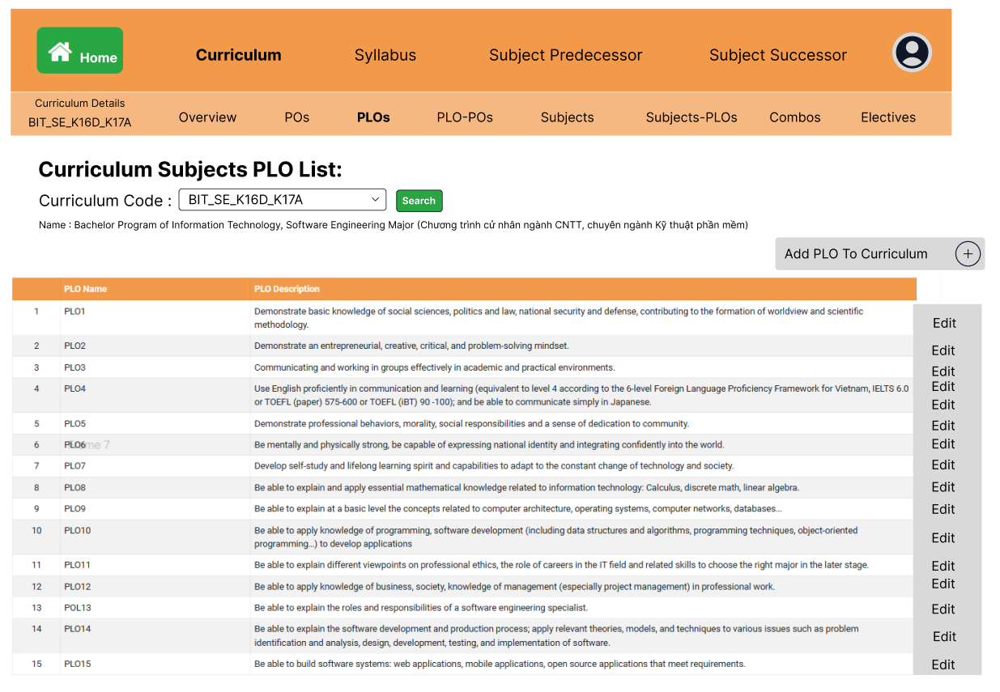 Home
Curriculum
Syllabus
Subject Predecessor
Subject Successor
Curriculum Details
BIT_SE_K16D_K17A
Overview
POs
PLOs
PLO-POs
Subjects
Subjects-PLOs
Combos
Electives
Curriculum Subjects PLO List:
Curriculum Code : BIT_SE_K16D_K17A Search
Name : Bachelor Program of Information Technology, Software Engineering Major (Chương trình cử nhân ngành CNTT, chuyên ngành Kỹ thuật phần mềm)
Add PLO To Curriculum
PLO Name PLO Description
1 PLO1 Demonstrate basic knowledge of social sciences, politics and law, national security and defense, contributing to the formation of worldview and scientific
methodology.
Edit
2 PLO2 Demonstrate an entrepreneurial, creative, critical, and problem-solving mindset. Edit
3 PLO3 Communicating and working in groups effectively in academic and practical environments. Edit
4 PLO4 Use English proficiently in communication and learning (equivalent to level 4 according to the 6-level Foreign Language Proficiency Framework for Vietnam, IELTS 6.0 Edit
or TOEFL (paper) 575-600 or TOEFL (iBT) 90 -100); and be able to communicate simply in Japanese. Edit
5 PLO5 Demonstrate professional behaviors, morality, social responsibilities and a sense of dedication to community. Edit
6 PLO6 Be mentally and physically strong, be capable of expressing national identity and integrating confidently into the world. Edit
7 PLO7 Develop self-study and lifelong learning spirit and capabilities to adapt to the constant change of technology and society. Edit
8 PLO8 Be able to explain and apply essential mathematical knowledge related to information technology: Calculus, discrete math, linear algebra. Edit
9 PLO9 Be able to explain at a basic level the concepts related to computer architecture, operating systems, computer networks, databases... Edit
10 PLO10 Be able to apply knowledge of programming, software development (including data structures and algorithms, programming techniques, object-oriented
programming...) to develop applications
Edit
11 PLO11 Be able to explain different viewpoints on professional ethics, the role of careers in the IT field and related skills to choose the right major in the later stage. Edit
12 PLO12 Be able to apply knowledge of business, society, knowledge of management (especially project management) in professional work. Edit
13 POL13 Be able to explain the roles and responsibilities of a software engineering specialist. Edit
14 PLO14 Be able to explain the software development and production process; apply relevant theories, models, and techniques to various issues such as problem
identification and analysis, design, development, testing, and implementation of software.
Edit
15 PLO15 Be able to build software systems: web applications, mobile applications, open source applications that meet requirements. Edit